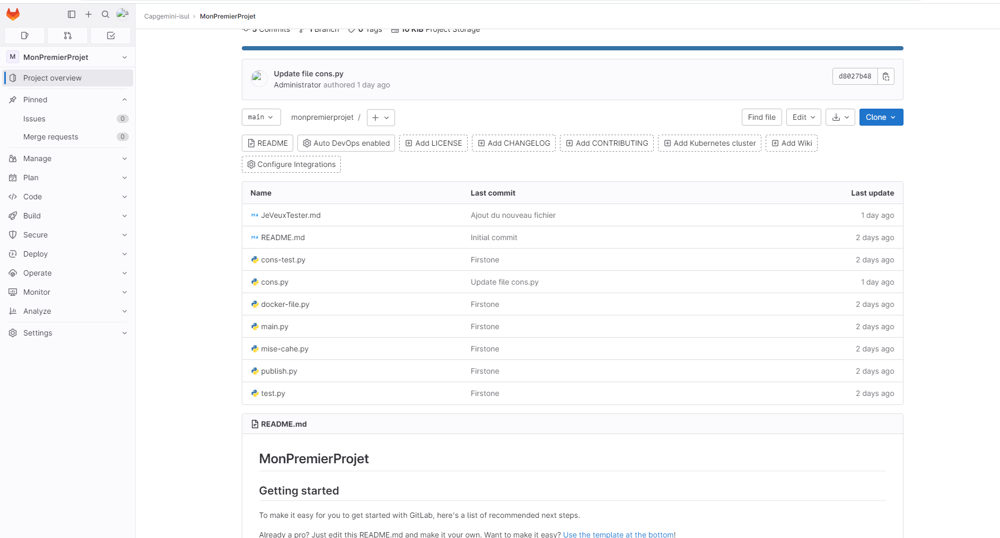 Capgemini-isul › MonPremierProjet
5 Commits 1 Branch 0 Tags 10 KiB Project Storage
M MonPremierProjet
Project overview
Pinned
Issues 0
Merge requests 0
Manage
Plan
Code
Build
Secure
Deploy
Operate
Monitor
Analyze
Settings
Update file cons.py
Administrator authored 1 day ago
d8027b48
main monpremierprojet / +
Find file Edit Clone
README Auto DevOps enabled Add LICENSE Add CHANGELOG Add CONTRIBUTING Add Kubernetes cluster Add Wiki
Configure Integrations
Name Last commit Last update
JeVeuxTester.md Ajout du nouveau fichier 1 day ago
README.md Initial commit 2 days ago
cons-test.py Firstone 2 days ago
cons.py Update file cons.py 1 day ago
docker-file.py Firstone 2 days ago
main.py Firstone 2 days ago
mise-cahe.py Firstone 2 days ago
publish.py Firstone 2 days ago
test.py Firstone 2 days ago
README.md
MonPremierProjet
Getting started
To make it easy for you to get started with GitLab, here's a list of recommended next steps.
Already a pro? Just edit this README.md and make it your own. Want to make it easy? Use the template at the bottom!